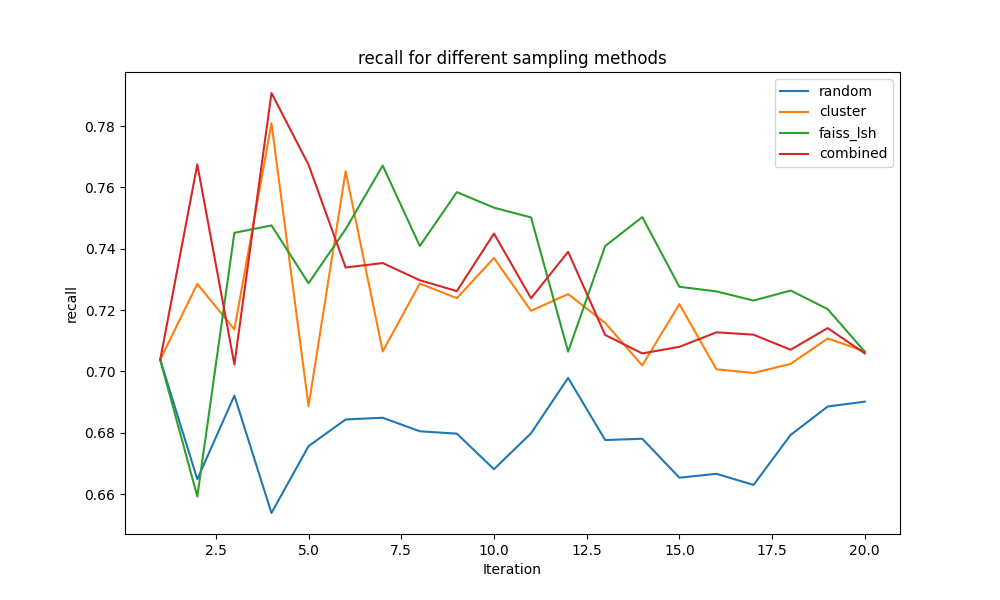 recall for different sampling methods
random
cluster
faiss_lsh
combined
recall
0.78
0.76
0.74
0.72
0.70
0.68
0.66
2.5
5.0
7.5
10.0
12.5
15.0
17.5
20.0
Iteration